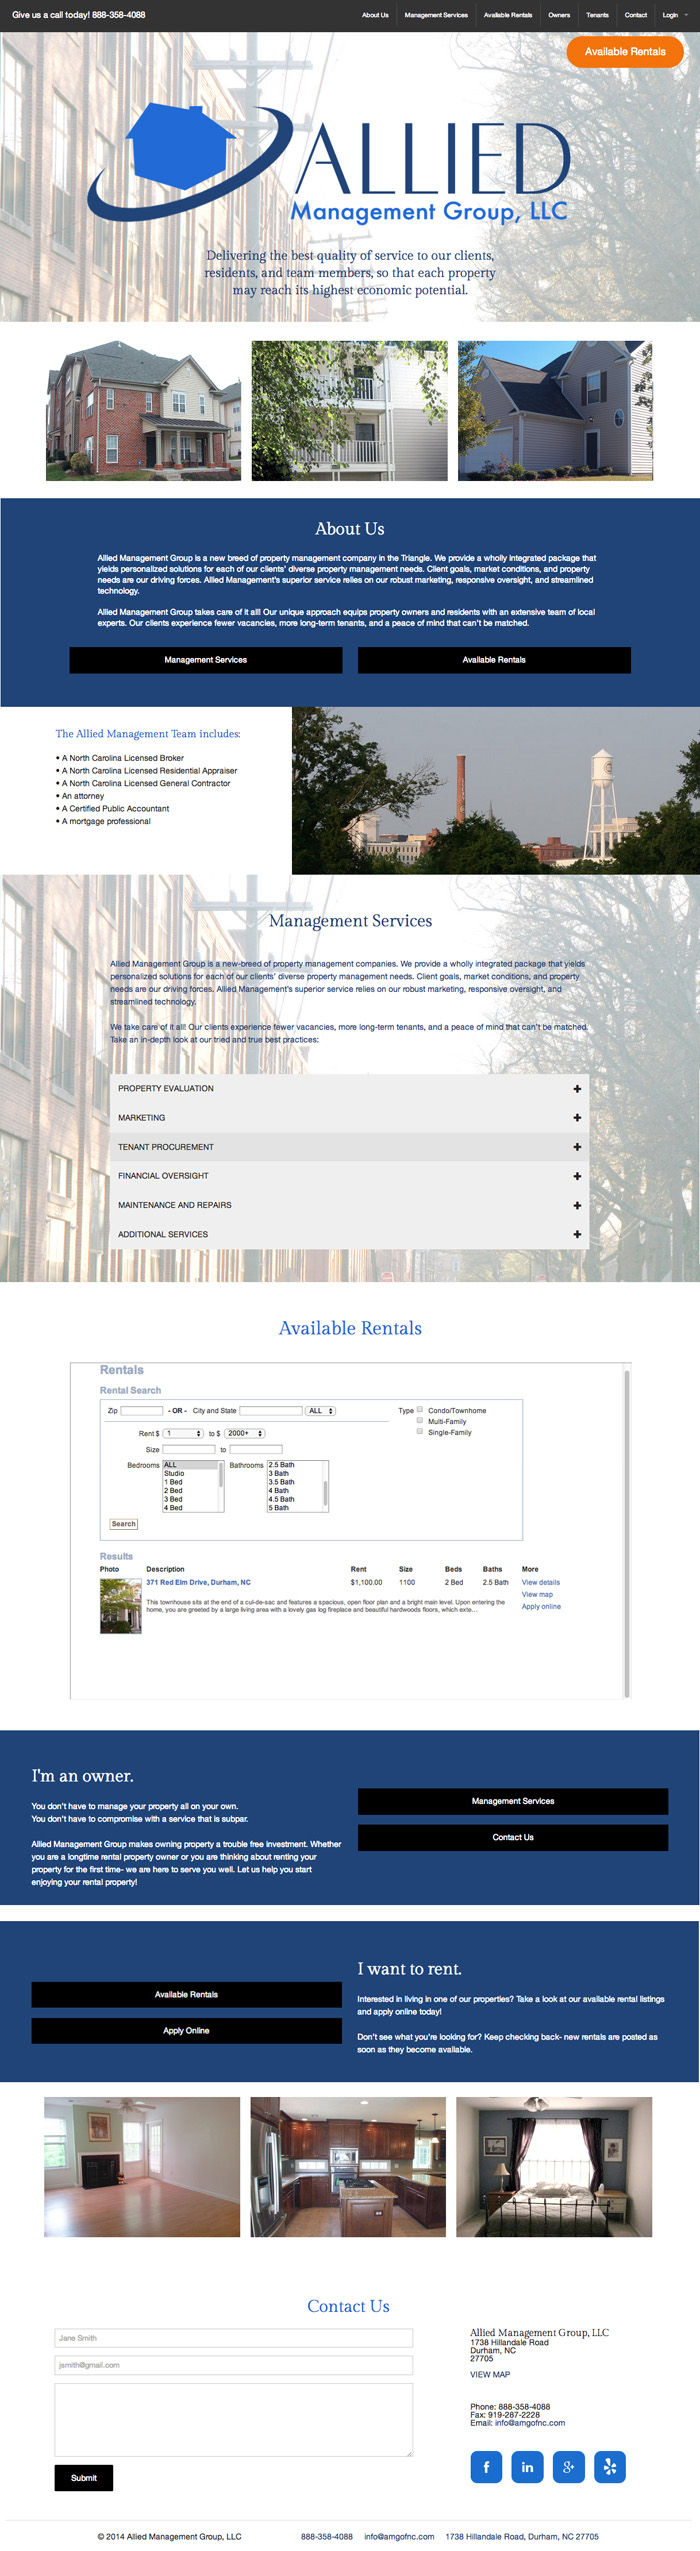 Give us a call today! 888-358-4088
About Us
Management Services
Available Rentals
Owners
Tenants
Contact
Login
Available Rentals
ALLIED
Management Group, LLC
Delivering the best quality of service to our clients,
residents, and team members, so that each property
may reach its highest economic potential.
About Us
Allied Management Group is a new breed of property management company in the Triangle. We provide a wholly integrated package that
yields personalized solutions for each of our clients' diverse property management needs. Client goals, market conditions, and property
needs are our driving forces. Allied Management's superior service relies on our robust marketing, responsive oversight, and streamlined
technology.
Allied Management Group takes care of it all! Our unique approach equips property owners and residents with an extensive team of local
experts. Our clients experience fewer vacancies, more long-term tenants, and a peace of mind that can't be matched.
Management Services
Available Rentals
The Allied Management Team includes:
• A North Carolina Licensed Broker
• A North Carolina Licensed Residential Appraiser
• A North Carolina Licensed General Contractor
• An attorney
• A Certified Public Accountant
• A mortgage professional
Management Services
Allied Management Group is a new-breed of property management companies. We provide a wholly integrated package that yields
personalized solutions for each of our clients' diverse property management needs. Client goals, market conditions, and property
needs are our driving forces. Allied Management's superior service relies on our robust marketing, responsive oversight, and
streamlined technology.
We take care of it all! Our clients experience fewer vacancies, more long-term tenants, and a peace of mind that can't be matched.
Take an in-depth look at our tried and true best practices:
PROPERTY EVALUATION
MARKETING
TENANT PROCUREMENT
FINANCIAL OVERSIGHT
MAINTENANCE AND REPAIRS
ADDITIONAL SERVICES
Available Rentals
Rentals
Rental Search
Zip - OR - City and State ALL Type Condo/Townhome
Multi-Family
Single-Family
Rent $ 1 to $ 2000+
Size to
Bedrooms ALL Bathrooms 2.5 Bath
Studio 3 Bath
1 Bed 3.5 Bath
2 Bed 4 Bath
3 Bed 4.5 Bath
4 Bed 5 Bath
Search
Results
Photo Description Rent Size Beds Baths More
371 Red Elm Drive, Durham, NC $1,100.00 1100 2 Bed 2.5 Bath View details
View map
Apply online
This townhouse sits at the end of a cul-de-sac and features a spacious, open floor plan and a bright main level. Upon entering the
home, you are greeted by a large living area with a lovely gas log fireplace and beautiful hardwoods floors, which exte...
I'm an owner.
You don't have to manage your property all on your own.
You don't have to compromise with a service that is subpar.
Allied Management Group makes owning property a trouble free investment. Whether
you are a longtime rental property owner or you are thinking about renting your
property for the first time- we are here to serve you well. Let us help you start
enjoying your rental property!
Management Services
Contact Us
Available Rentals
Apply Online
I want to rent.
Interested in living in one of our properties? Take a look at our available rental listings
and apply online today!
Don't see what you're looking for? Keep checking back- new rentals are posted as
soon as they become available.
Contact Us
Jane Smith
jsmith@gmail.com
Submit
Allied Management Group, LLC
1738 Hillandale Road
Durham, NC
27705
VIEW MAP
Phone: 888-358-4088
Fax: 919-287-2228
Email: info@amgofnc.com
© 2014 Allied Management Group, LLC
888-358-4088 info@amgofnc.com 1738 Hillandale Road, Durham, NC 27705